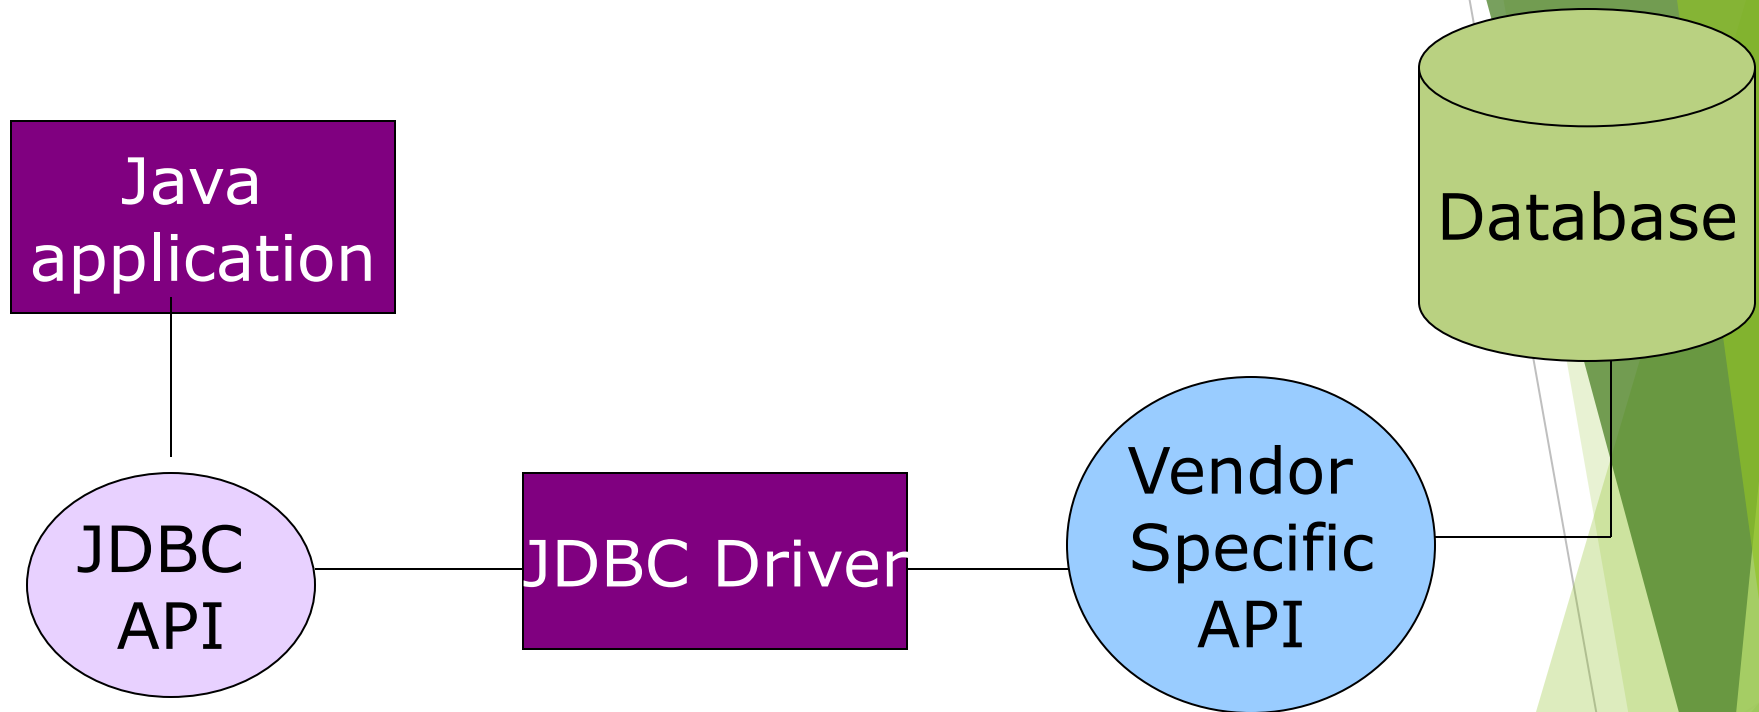 Java
application
Database
JDBC
API
JDBC Driver
Vendor
Specific
API